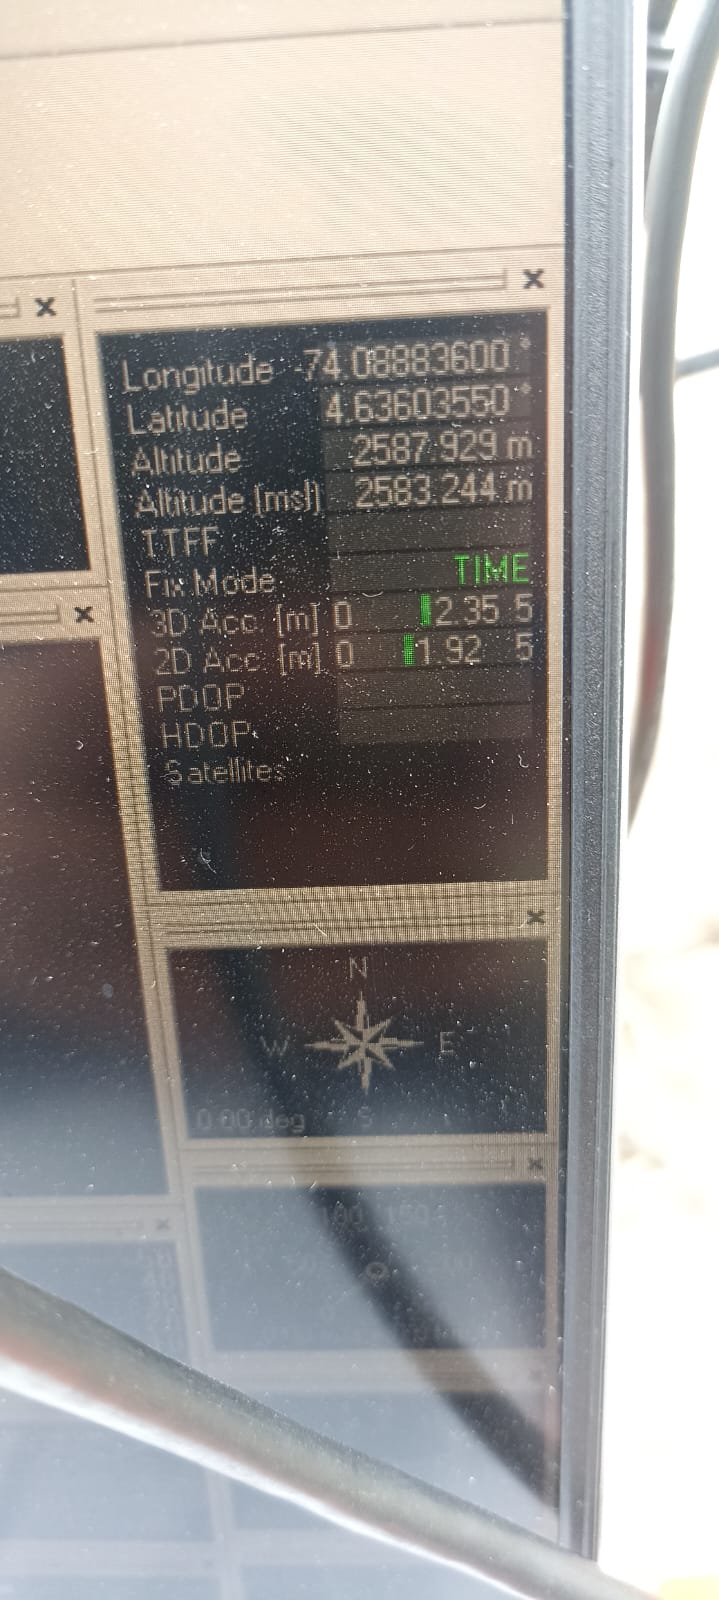 Longitude -74.08883600 °
Latitude 4.63603550 °
Altitude 2587.929 m
Altitude (msl) 2583.244 m
TTFF
Fix Mode TIME
3D Acc. [m] 0 2.35 5
2D Acc. [m] 0 1.92 5
PDOP
HDOP
Satellites
N
W E
0.00 deg S